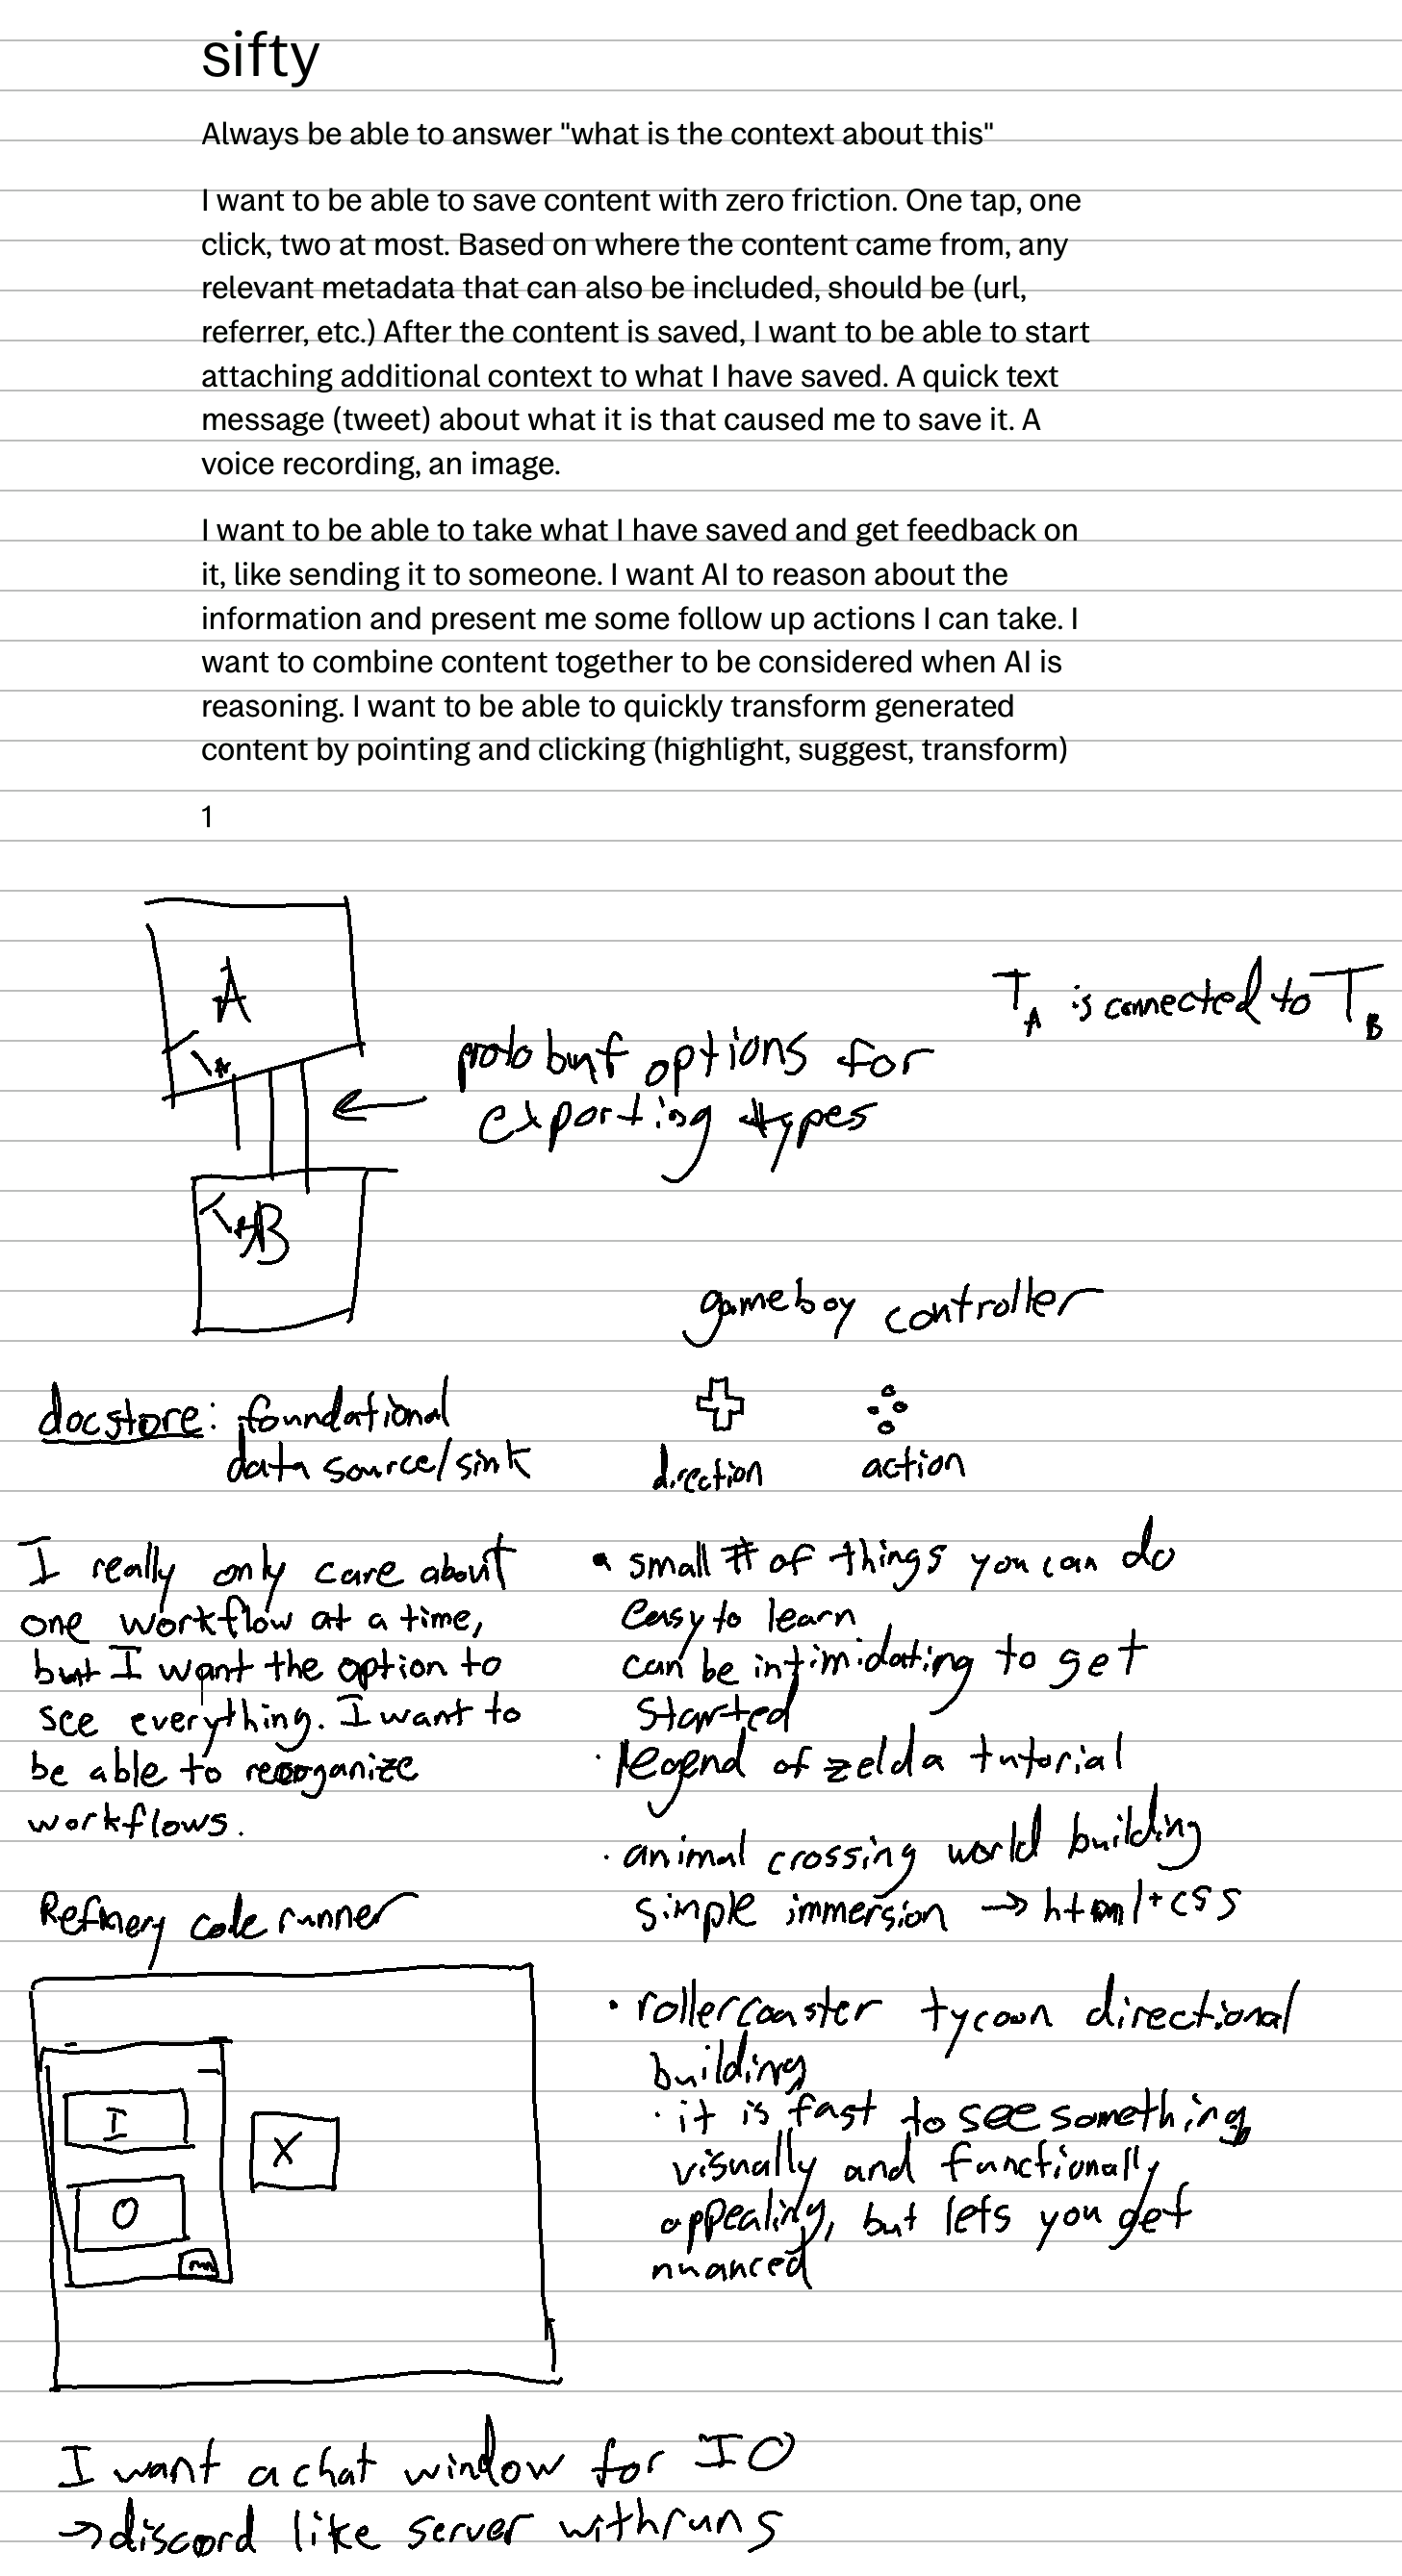 sifty
Always be able to answer "what is the context about this"
I want to be able to save content with zero friction. One tap, one
click, two at most. Based on where the content came from, any
relevant metadata that can also be included, should be (url,
referrer, etc.) After the content is saved, I want to be able to start
attaching additional context to what I have saved. A quick text
message (tweet) about what it is that caused me to save it. A
voice recording, an image.
I want to be able to take what I have saved and get feedback on
it, like sending it to someone. I want AI to reason about the
information and present me some follow up actions I can take. I
want to combine content together to be considered when AI is
reasoning. I want to be able to quickly transform generated
content by pointing and clicking (highlight, suggest, transform)
1
A
T_A is connected to T_B
protobuf options for
exporting types
B
gameboy controller
direction
action
docstore: foundational
data source/sink
I really only care about
one workflow at a time,
but I want the option to
see everything. I want to
be able to reorganize
workflows.
• small # of things you can do
easy to learn
can be intimidating to get
started
· legend of zelda tutorial
· animal crossing world building
simple immersion → html+css
· rollercoaster tycoon directional
building
· it is fast to see something
visually and functionally
appealing, but lets you get
nuanced
Refinery code runner
I
O
X
I want a chat window for IO
→ discord like server with runs